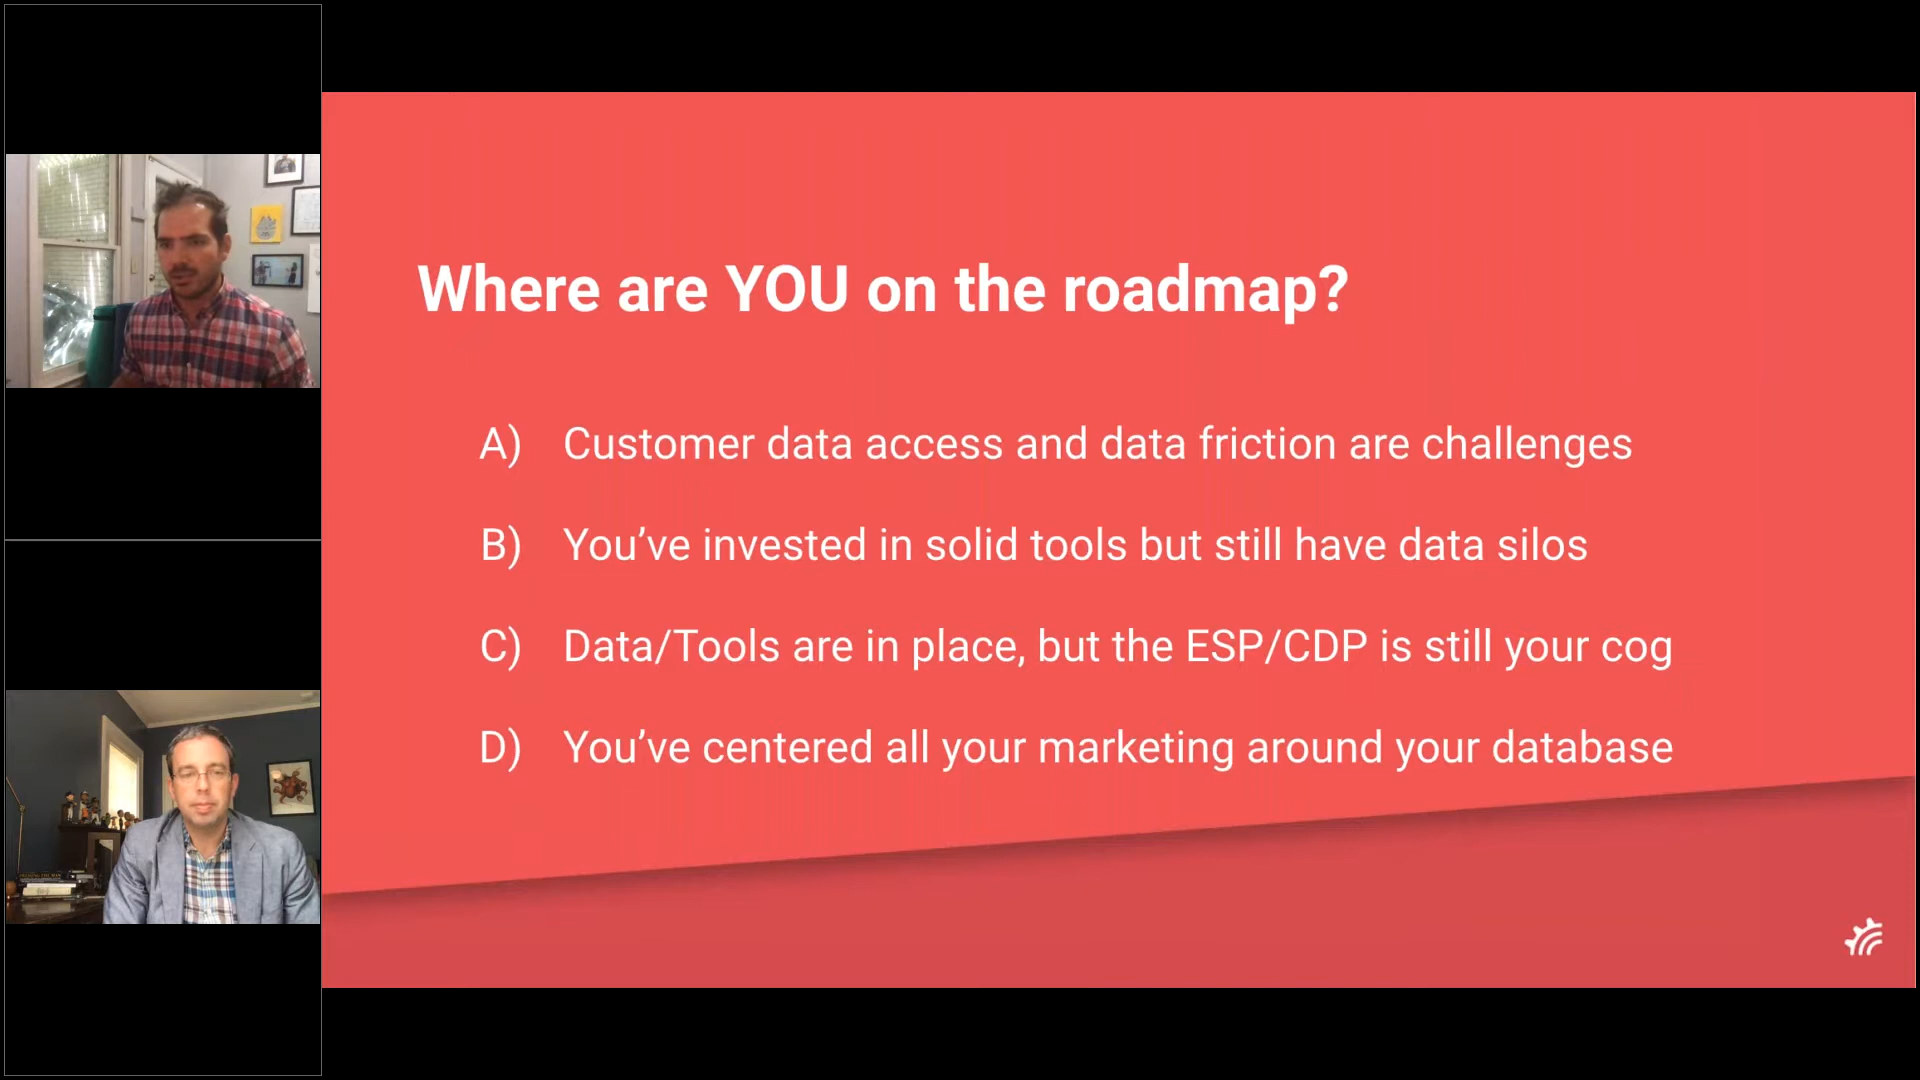 Where are YOU on the roadmap?
A) Customer data access and data friction are challenges
B) You’ve invested in solid tools but still have data silos
C) Data/Tools are in place, but the ESP/CDP is still your cog
D) You’ve centered all your marketing around your database